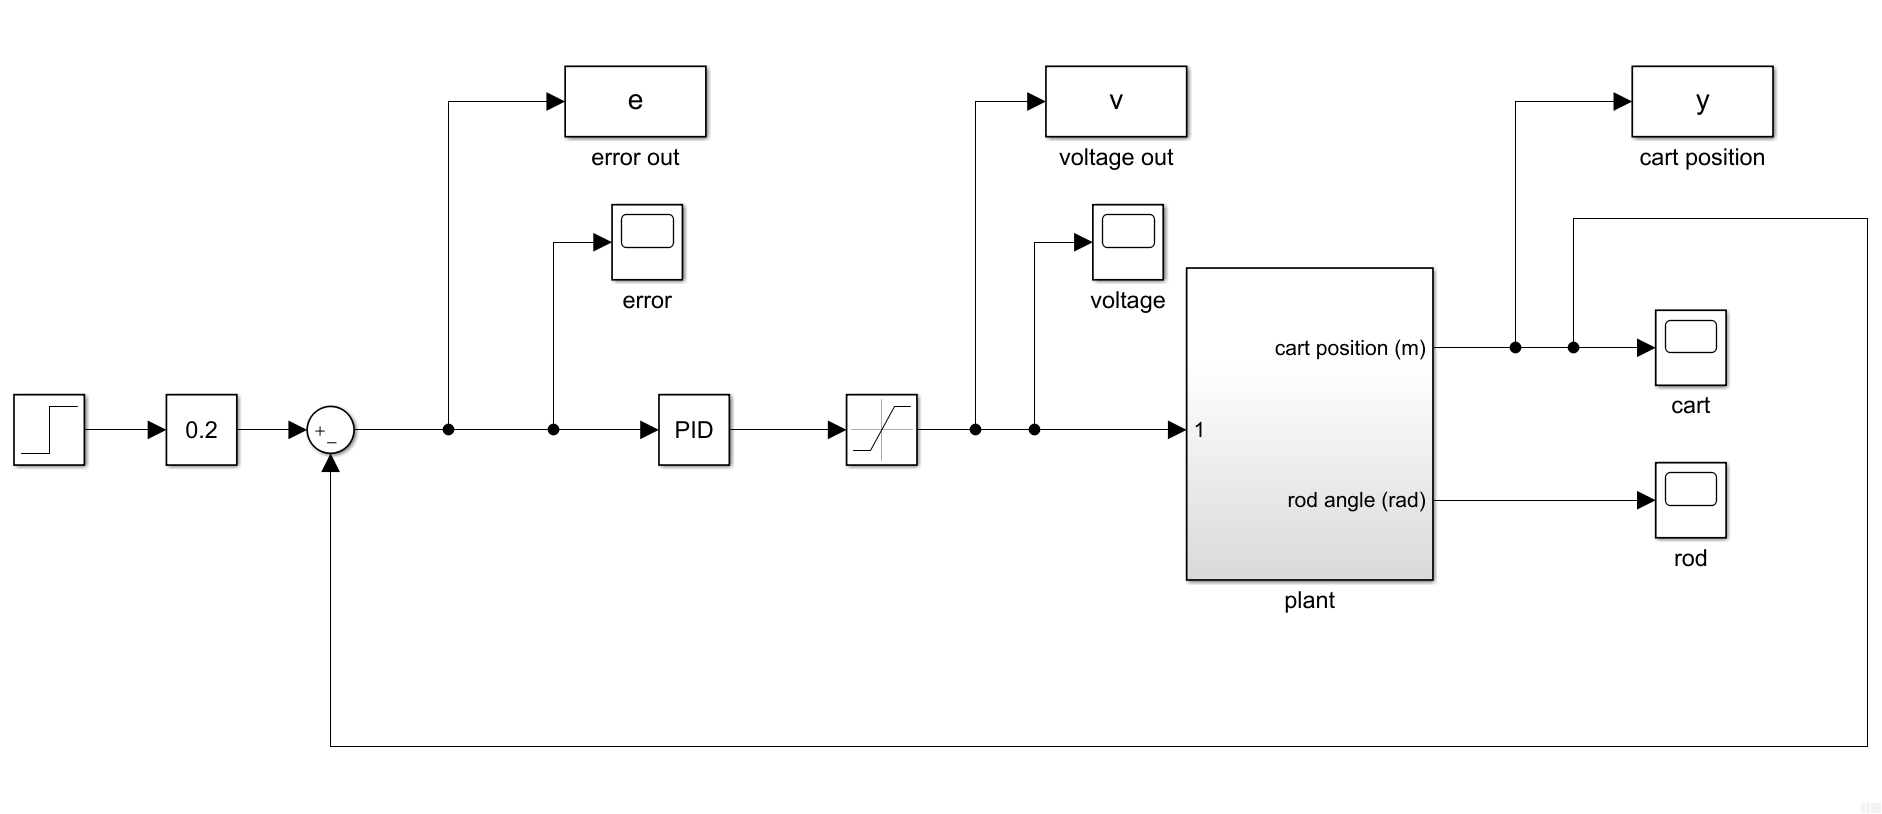 e
error out
v
voltage out
y
cart position
error
voltage
cart position (m)
cart
0.2
+
−
PID
1
rod angle (rad)
rod
plant